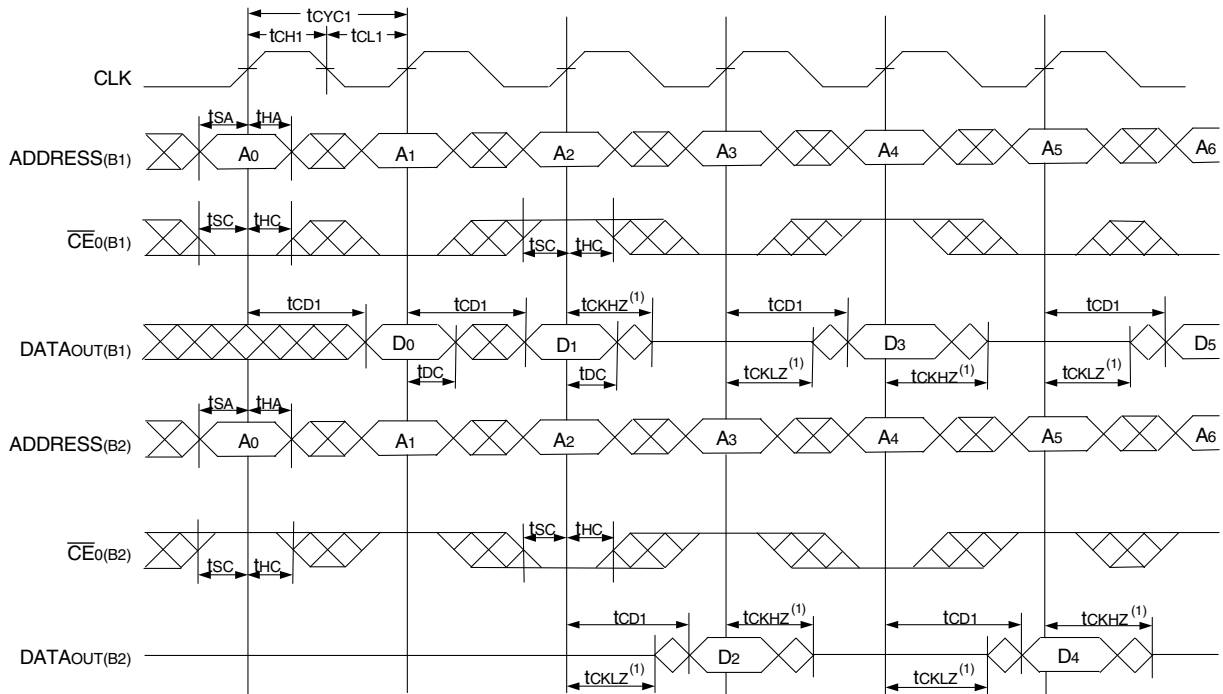 tCYC1
tCH1 tCL1
CLK
tSA tHA
ADDRESS(B1) A0 A1 A2 A3 A4 A5 A6
tSC tHC
CE0(B1) tSC tHC
tCD1 tCD1 tCKHZ(1) tCD1 tCD1
DATAOUT(B1) D0 D1 D3 D5
tDC tDC tCKLZ(1) tCKHZ(1) tCKLZ(1)
tSA tHA
ADDRESS(B2) A0 A1 A2 A3 A4 A5 A6
tSC tHC
CE0(B2)
tSC tHC
tCD1 tCKHZ(1) tCD1 tCKHZ(1)
DATAOUT(B2) D2 D4
tCKLZ(1) tCKLZ(1)